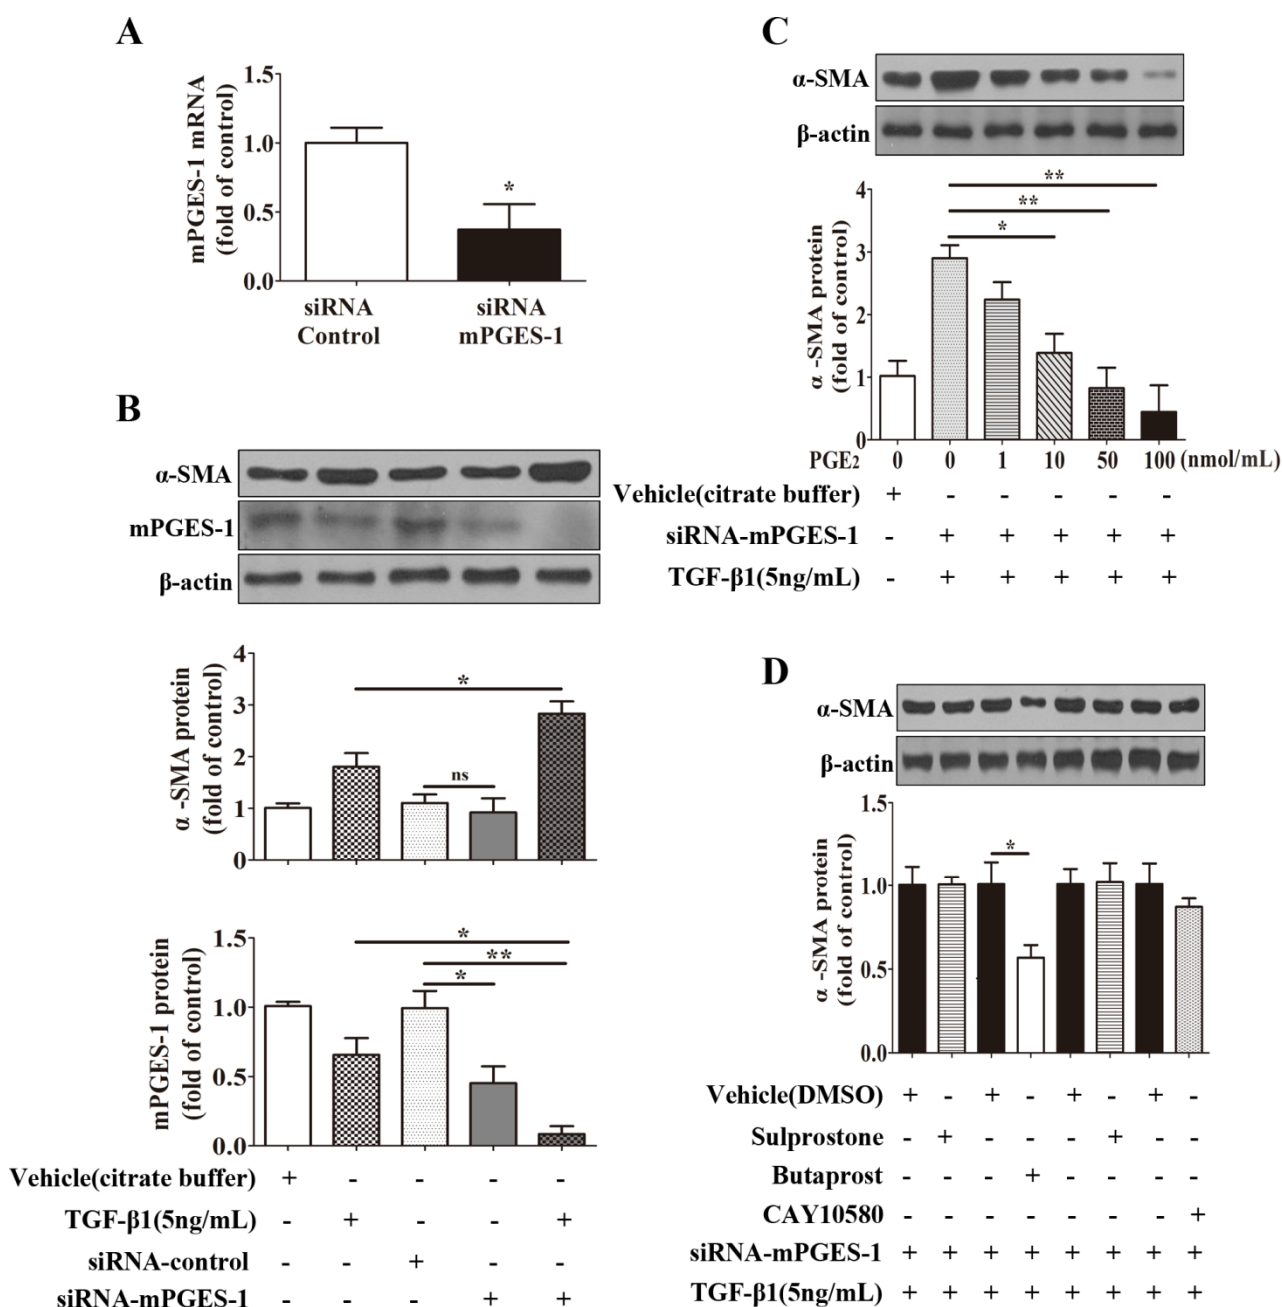 A
mPGES-1 mRNA
(fold of control)
1.5
1.0
0.5
0.0
*
siRNA
Control
siRNA
mPGES-1
B
α-SMA
mPGES-1
β-actin
α -SMA protein
(fold of control)
4
3
2
1
0
*
ns
mPGES-1 protein
(fold of control)
1.5
1.0
0.5
0.0
*
**
*
Vehicle(citrate buffer) + - - - -
TGF-β1(5ng/mL) - + - - +
siRNA-control - - + - -
siRNA-mPGES-1 - - - + +
C
α-SMA
β-actin
α -SMA protein
(fold of control)
4
3
2
1
0
**
**
*
PGE2 0 0 1 10 50 100 (nmol/mL)
Vehicle(citrate buffer) + - - - - -
siRNA-mPGES-1 - + + + + +
TGF-β1(5ng/mL) - + + + + +
D
α-SMA
β-actin
α -SMA protein
(fold of control)
1.5
1.0
0.5
0.0
*
Vehicle(DMSO) + - + - + - + -
Sulprostone - + - - - + - -
Butaprost - - - + - - - -
CAY10580 - - - - - - - +
siRNA-mPGES-1 + + + + + + + +
TGF-β1(5ng/mL) + + + + + + + +